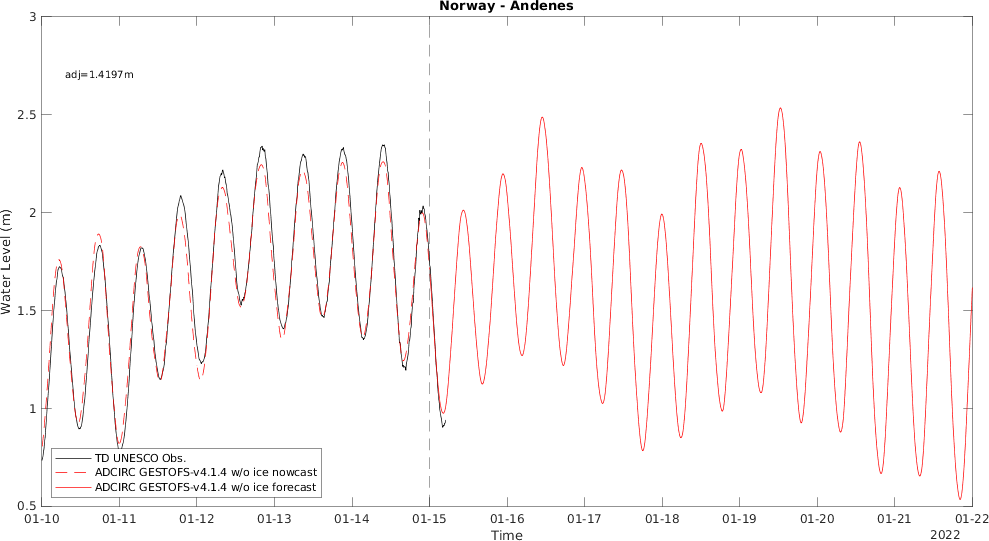 Norway - Andenes
adj=1.4197m
Water Level (m)
3
2.5
2
1.5
1
0.5
TD UNESCO Obs.
ADCIRC GESTOFS-v4.1.4 w/o ice nowcast
ADCIRC GESTOFS-v4.1.4 w/o ice forecast
01-10 01-11 01-12 01-13 01-14 01-15 01-16 01-17 01-18 01-19 01-20 01-21 01-22
Time
2022